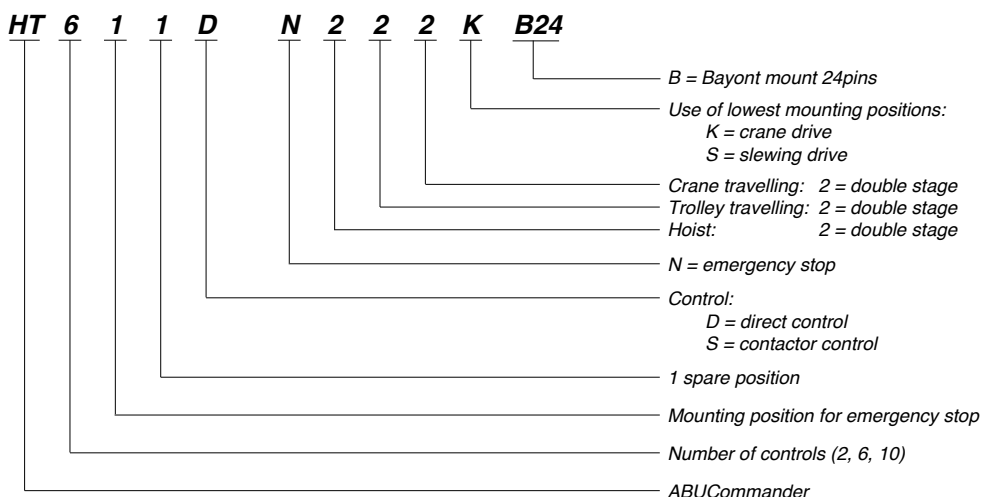 HT 6 1 1 D N 2 2 2 K B24
B = Bayont mount 24pins
Use of lowest mounting positions:
K = crane drive
S = slewing drive
Crane travelling: 2 = double stage
Trolley travelling: 2 = double stage
Hoist: 2 = double stage
N = emergency stop
Control:
D = direct control
S = contactor control
1 spare position
Mounting position for emergency stop
Number of controls (2, 6, 10)
ABUCommander